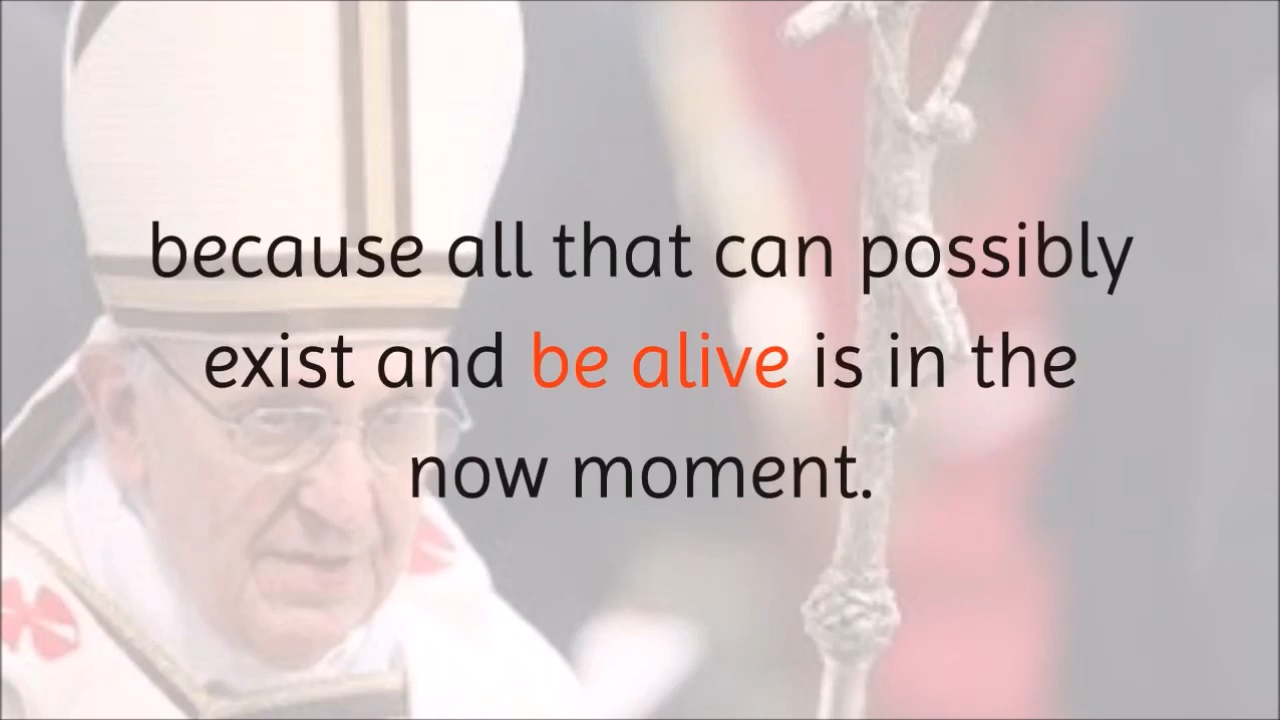 because all that can possibly
exist and be alive is in the
now moment.